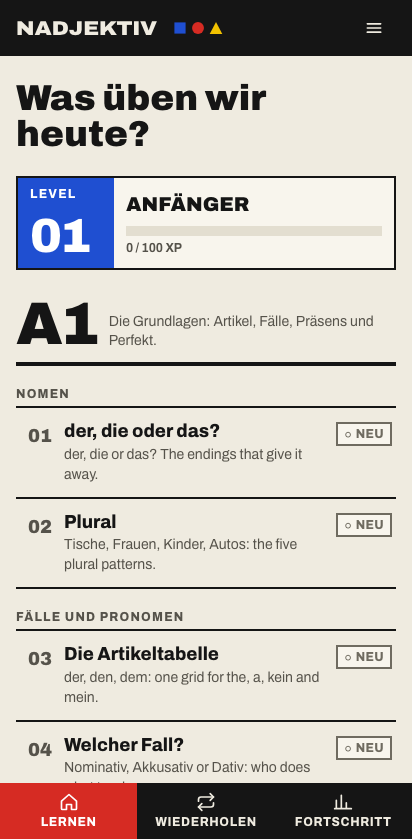 NADJEKTIV
Was üben wir
heute?
LEVEL
01
ANFÄNGER
0 / 100 XP
A1
Die Grundlagen: Artikel, Fälle, Präsens und
Perfekt.
NOMEN
01
der, die oder das?
der, die or das? The endings that give it
away.
NEU
02
Plural
Tische, Frauen, Kinder, Autos: the five
plural patterns.
NEU
FÄLLE UND PRONOMEN
03
Die Artikeltabelle
der, den, dem: one grid for the, a, kein and
mein.
NEU
04
Welcher Fall?
Nominativ, Akkusativ or Dativ: who does
NEU
LERNEN
WIEDERHOLEN
FORTSCHRITT